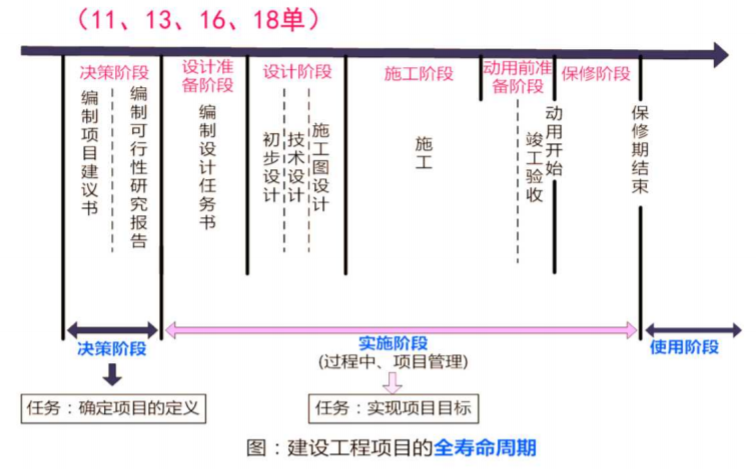 （11、13、16、18单）
决策阶段
设计准
备阶段
设计阶段
施工阶段
动用前准
备阶段
保修阶段
编制项目建议书
编制可行性研究报告
编制设计任务书
初步设计
技术设计
施工图设计
施工
竣工验收
动用开始
保修期结束
决策阶段
实施阶段
使用阶段
(过程中、项目管理)
任务：确定项目的定义
任务：实现项目目标
图：建设工程项目的全寿命周期